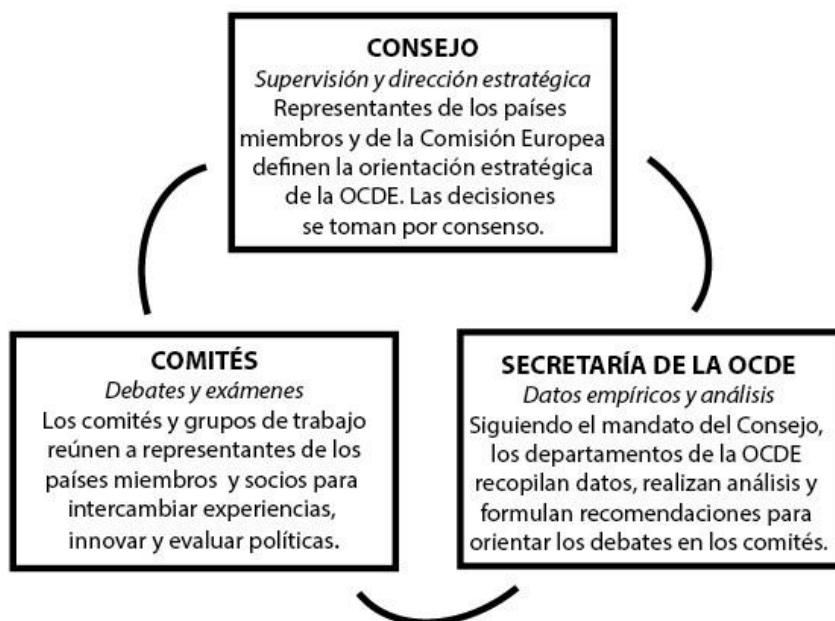 CONSEJO
Supervisión y dirección estratégica
Representantes de los países
miembros y de la Comisión Europea
definen la orientación estratégica
de la OCDE. Las decisiones
se toman por consenso.
COMITÉS
Debates y exámenes
Los comités y grupos de trabajo
reúnen a representantes de los
países miembros y socios para
intercambiar experiencias,
innovar y evaluar políticas.
SECRETARÍA DE LA OCDE
Datos empíricos y análisis
Siguiendo el mandato del Consejo,
los departamentos de la OCDE
recopilan datos, realizan análisis y
formulan recomendaciones para
orientar los debates en los comités.